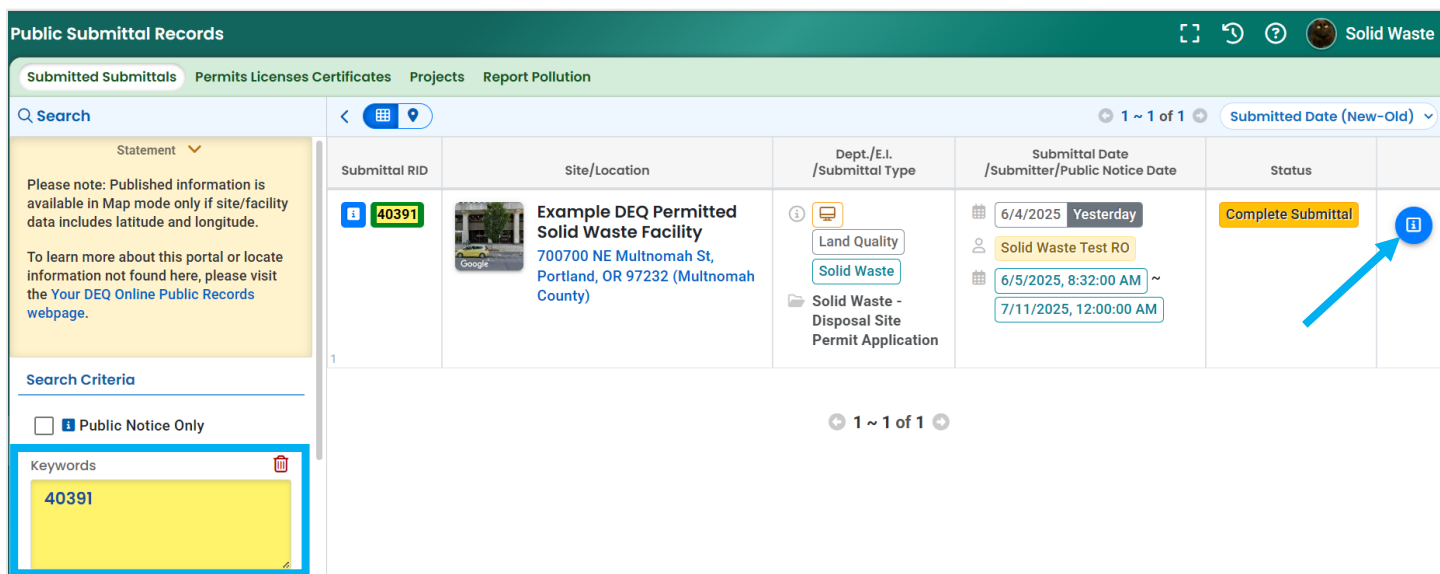 Public Submittal Records
Solid Waste
Submitted Submittals Permits Licenses Certificates Projects Report Pollution
Search
1 ~ 1 of 1
Submitted Date (New-Old)
Statement
Please note: Published information is
available in Map mode only if site/facility
data includes latitude and longitude.
To learn more about this portal or locate
information not found here, please visit
the Your DEQ Online Public Records
webpage.
Search Criteria
Public Notice Only
Keywords
40391
Submittal RID
Site/Location
Dept./E.I.
/Submittal Type
Submittal Date
/Submitter/Public Notice Date
Status
40391
Google
Example DEQ Permitted
Solid Waste Facility
700700 NE Multnomah St,
Portland, OR 97232 (Multnomah
County)
Land Quality
Solid Waste
Solid Waste -
Disposal Site
Permit Application
6/4/2025 Yesterday
Solid Waste Test RO
6/5/2025, 8:32:00 AM ~
7/11/2025, 12:00:00 AM
Complete Submittal
1
1 ~ 1 of 1